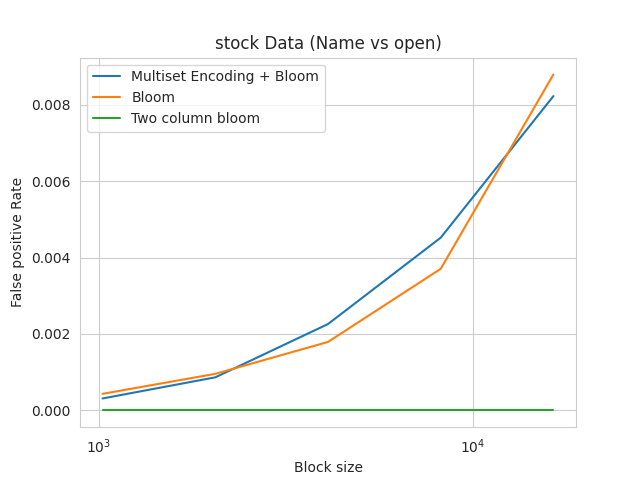 stock Data (Name vs open)
Multiset Encoding + Bloom
Bloom
Two column bloom
False positive Rate
0.008
0.006
0.004
0.002
0.000
10³
10⁴
Block size